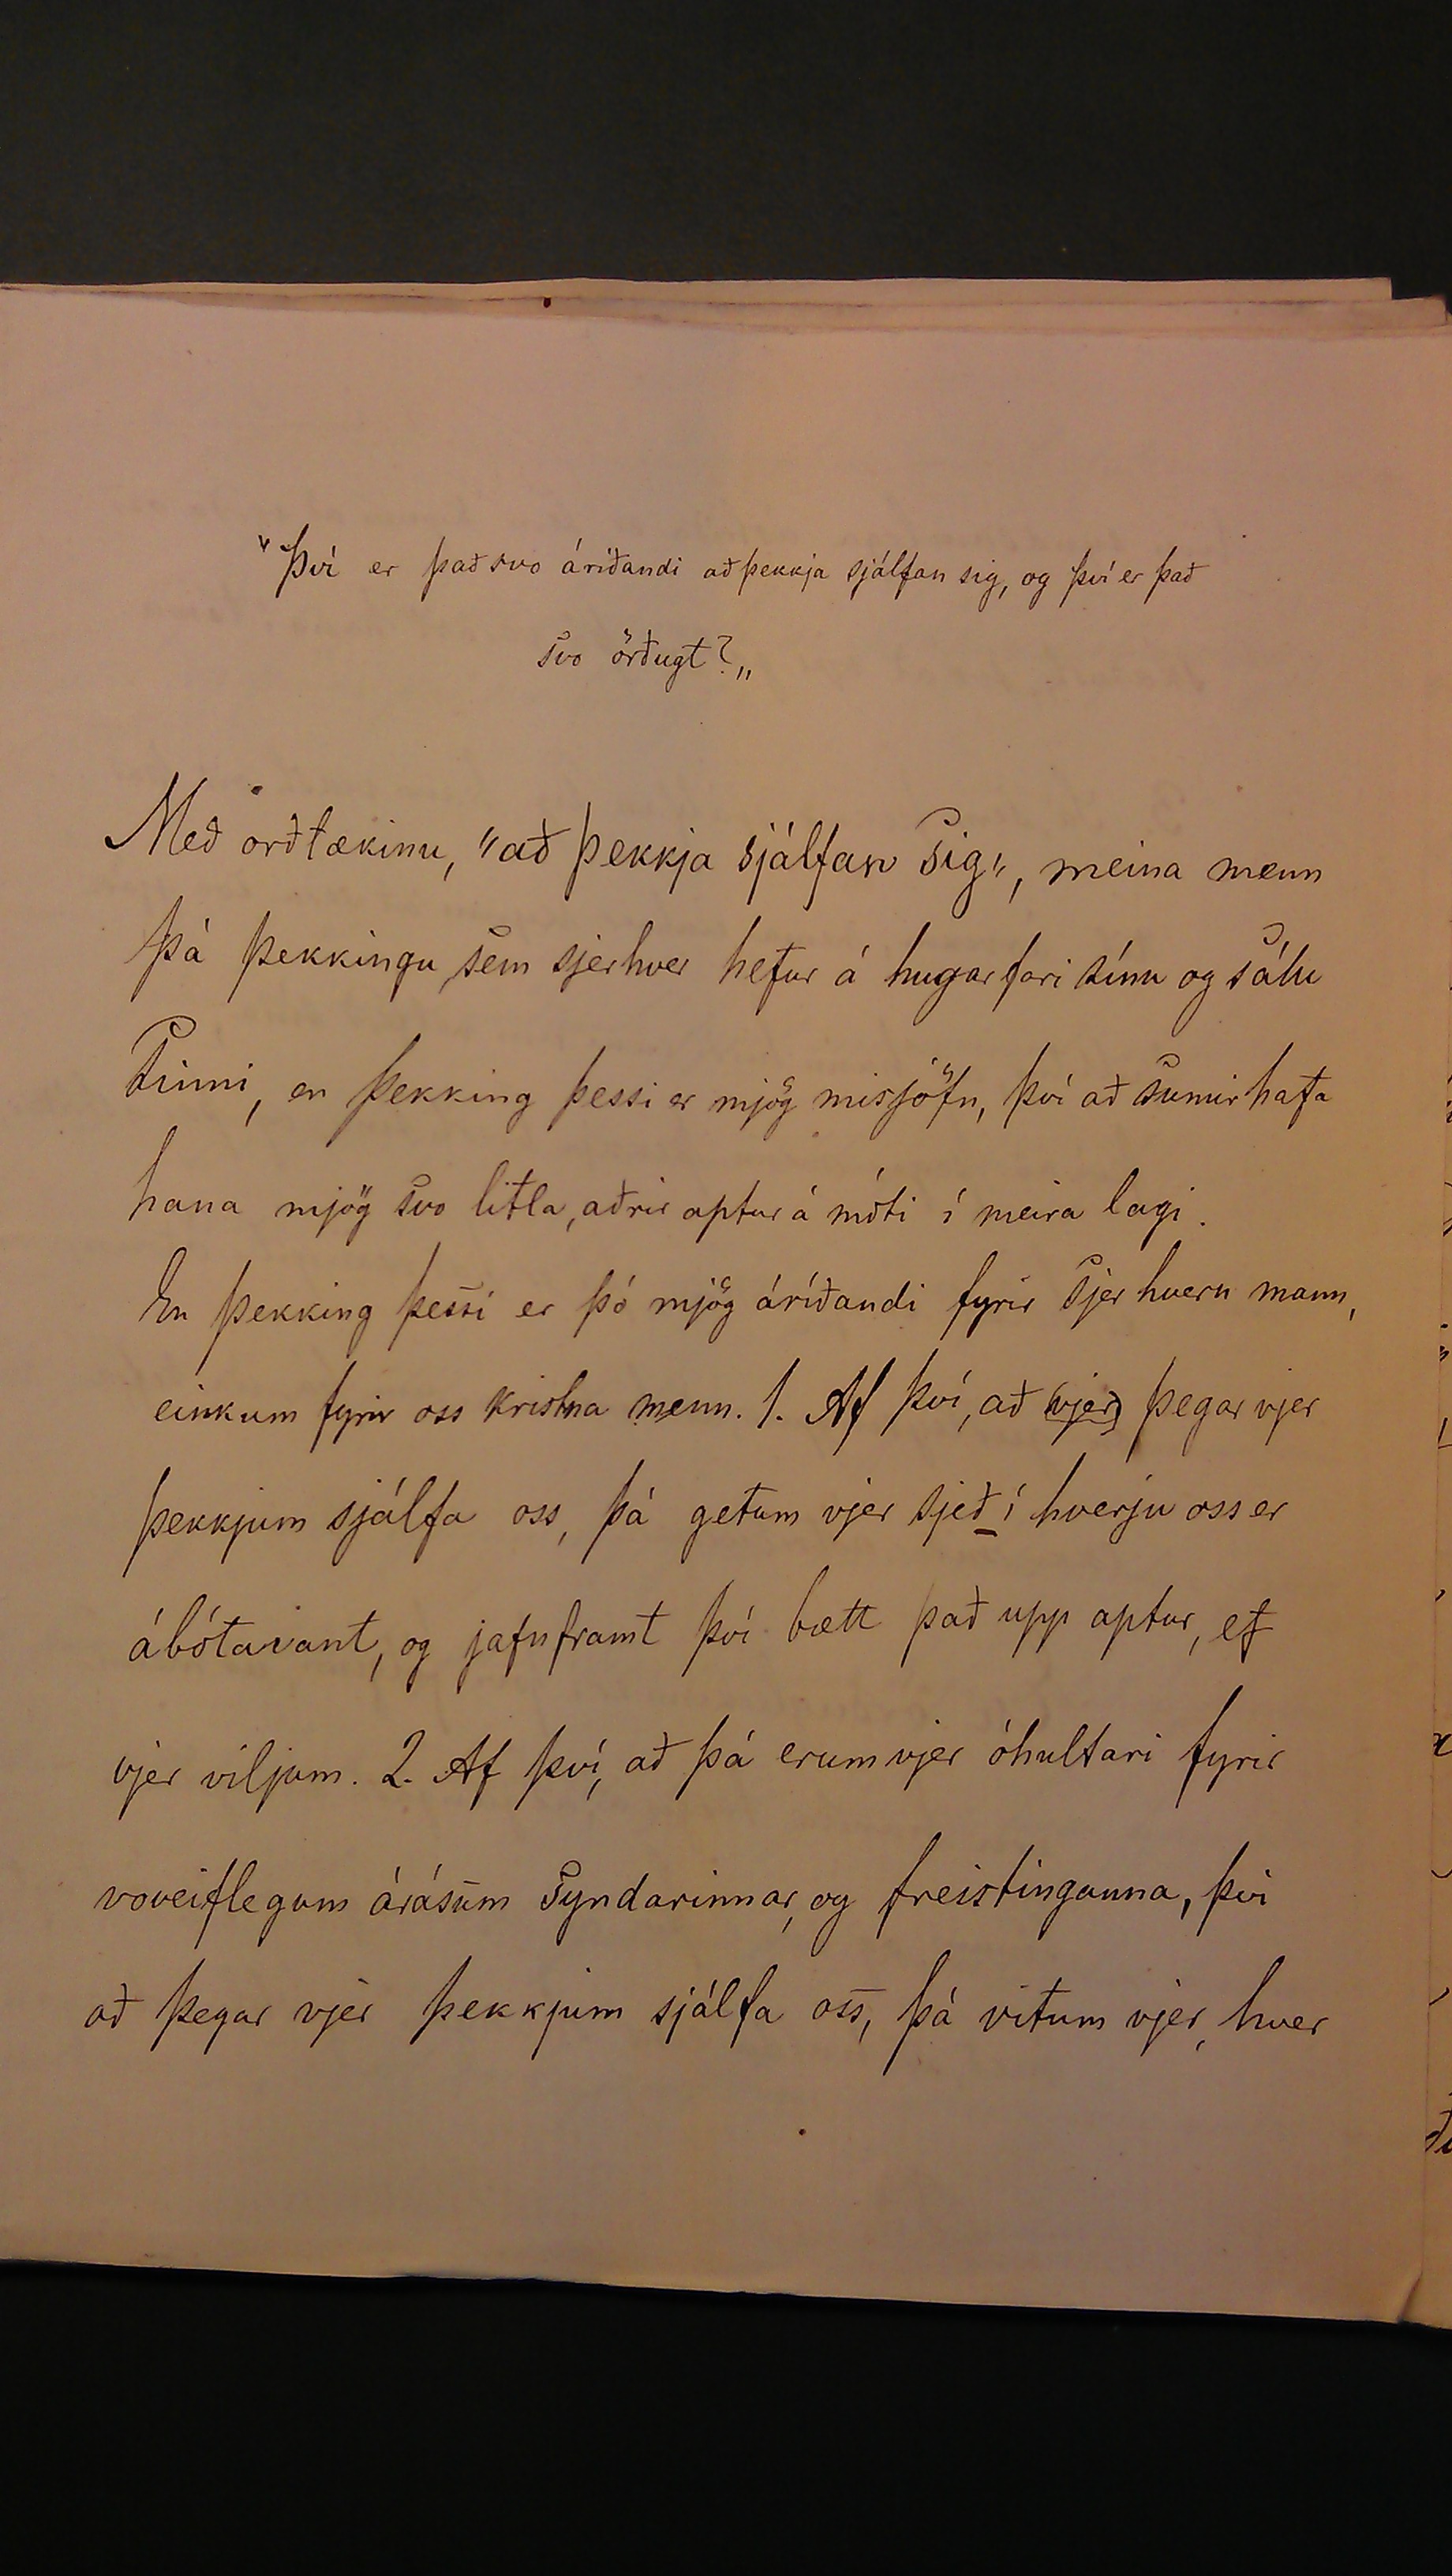 "Því er það svo áríðandi að þekkja sjálfan sig, og því er það
svo örðugt?"
Með orðtækinu, "að þekkja sjálfan sig", meina menn
þá þekkingu, sem sjerhver hefur á hugarfari sínu og sálu
sinni, en þekking þessi er mjög misjöfn, því að sumir hafa
hana mjög svo litla, aðrir aptur á móti í meira lagi.
En þekking þessi er þó mjög áríðandi fyrir sjerhvern mann,
einkum fyrir oss kristna menn. 1. Af því, að (vjer) þegar vjer
þekkjum sjálfa oss, þá getum vjer sjeð í hverju oss er
ábótavant, og jafnframt því bætt það upp aptur, ef
vjer viljum. 2. Af því, að þá erum vjer óhultari fyrir
voveiflegum árásum syndarinnar, og freistinganna, því
að þegar vjer þekkjum sjálfa oss, þá vitum vjer, hver